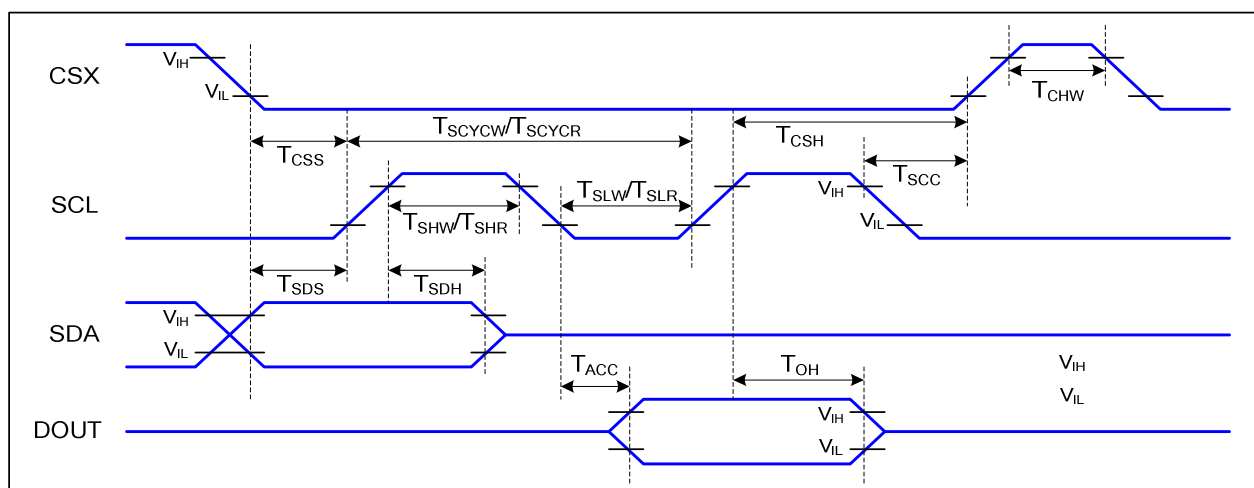 CSX
VIH
VIL
TCHW
TSCYCW/TSCYCR
TCSS
TCSH
TSCC
SCL
TSHW/TSHR
TSLW/TSLR
VIH
VIL
TSDS
TSDH
SDA
VIH
VIL
TACC
TOH
VIH
VIL
DOUT
VIH
VIL